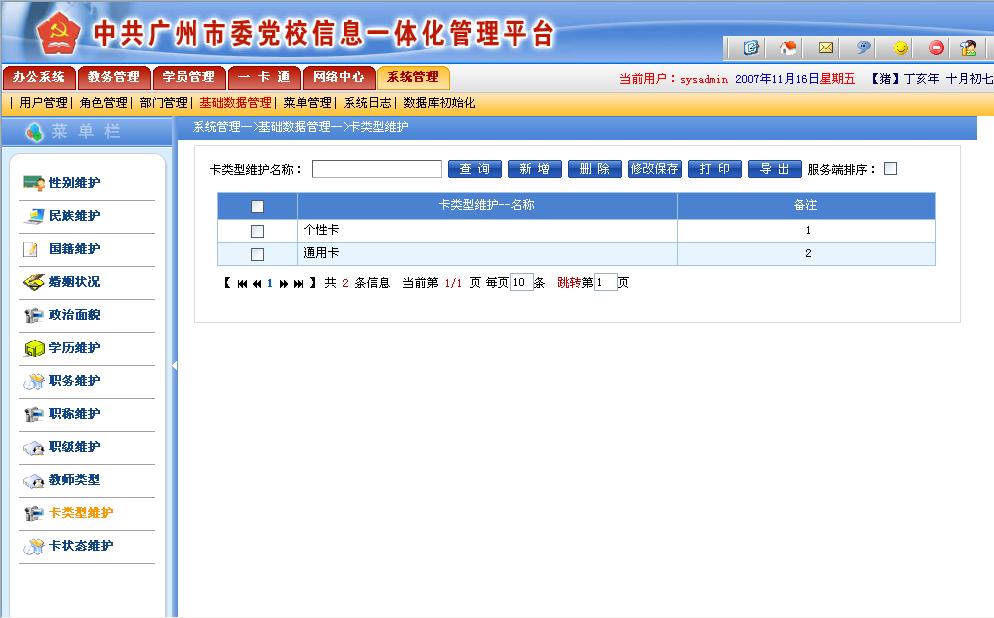 中共广州市委党校信息一体化管理平台
办公系统 教务管理 学员管理 一 卡 通 网络中心 系统管理
当前用户：sysadmin 2007年11月16日星期五 【猪】丁亥年 十月初七
| 用户管理| 角色管理| 部门管理| 基础数据管理| 菜单管理| 系统日志| 数据库初始化
菜 单 栏
系统管理—>基础数据管理—>卡类型维护
性别维护
民族维护
国籍维护
婚姻状况
政治面貌
学历维护
职务维护
职称维护
职级维护
教师类型
卡类型维护
卡状态维护
卡类型维护名称： 查 询 新 增 删 除 修改保存 打 印 导 出 服务端排序：
卡类型维护--名称 备注
个性卡 1
通用卡 2
【 1 】 共 2 条信息 当前第 1/1 页 每页 10 条 跳转第 1 页